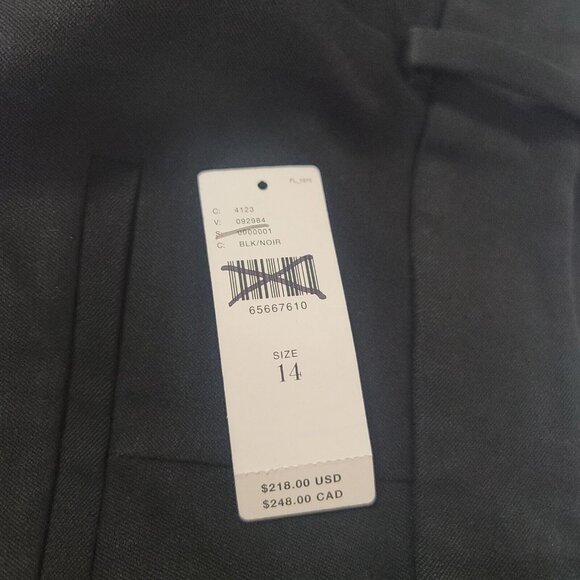 C: 4123
V: 092984
S: 0000001
C: BLK/NOIR
65667610
SIZE
14
$218.00 USD
$248.00 CAD